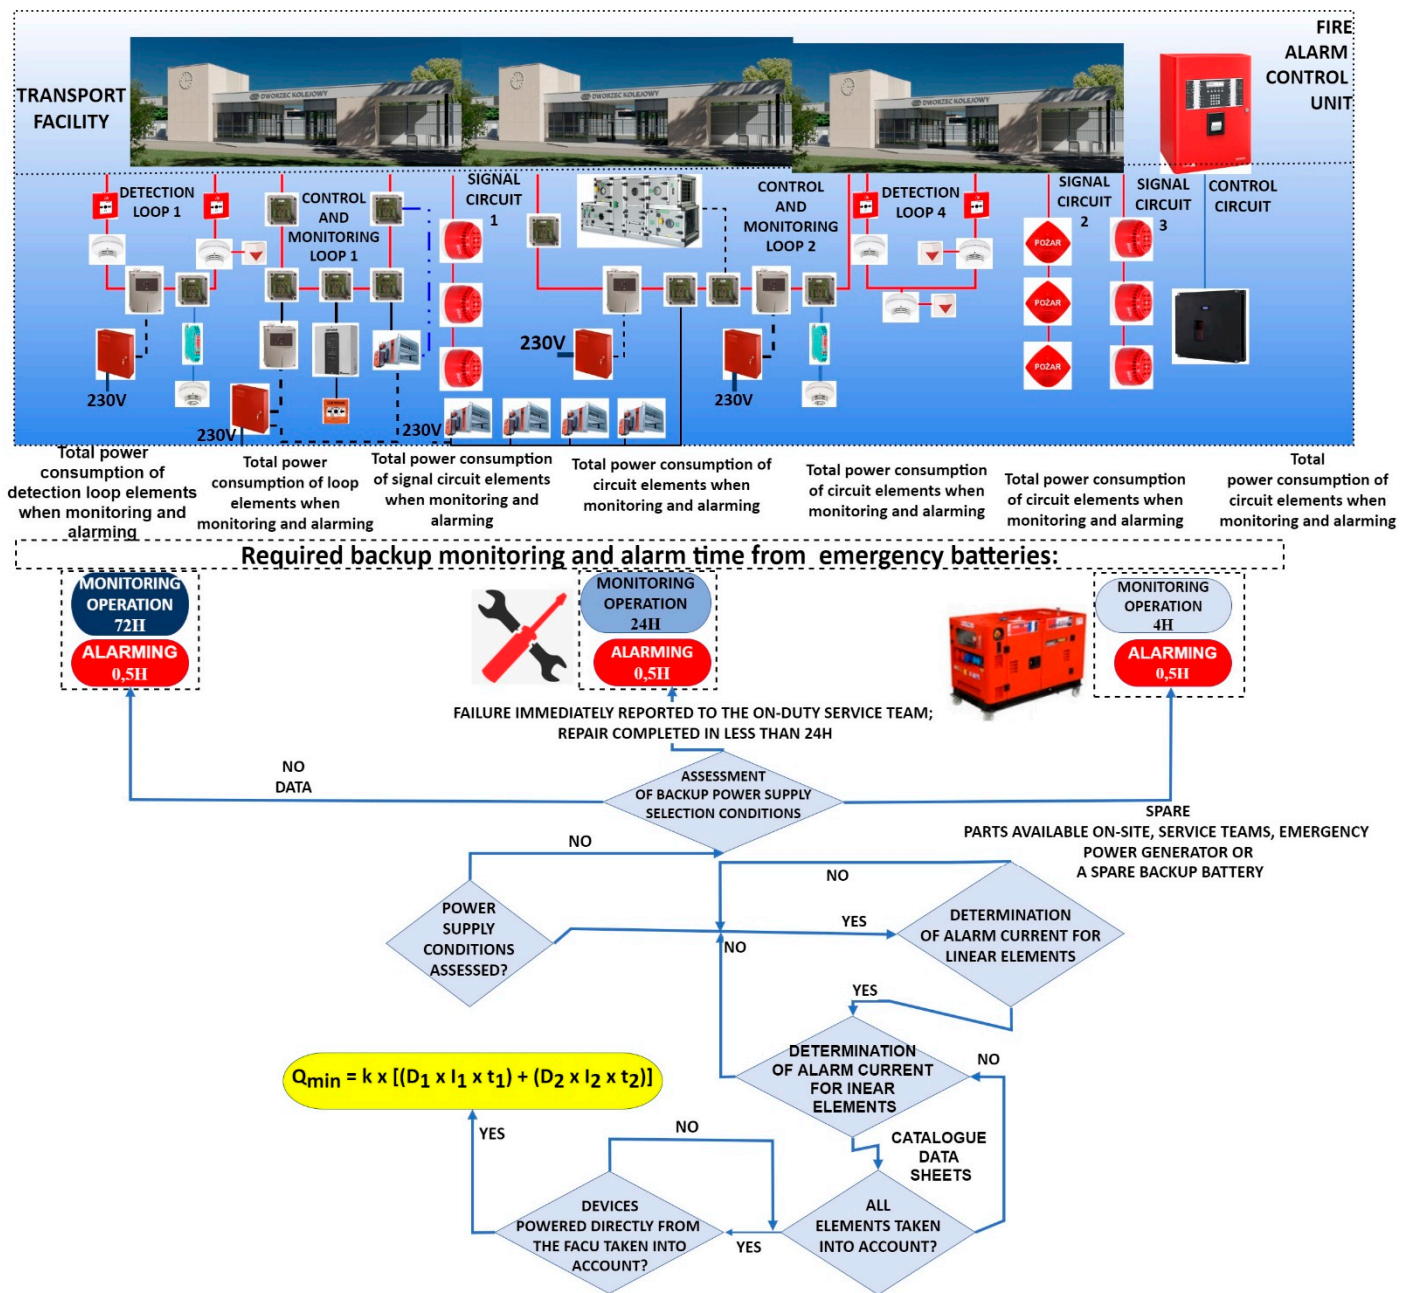 FIRE
ALARM
CONTROL
UNIT
TRANSPORT
FACILITY
DWORZEC KOLEJOWY
DWORZEC KOLEJOWY
DWORZEC KOLEJOWY
DETECTION
LOOP 1
CONTROL
AND
MONITORING
LOOP 1
SIGNAL
CIRCUIT
1
CONTROL
AND
MONITORING
LOOP 2
DETECTION
LOOP 4
SIGNAL
CIRCUIT
2
SIGNAL
CIRCUIT
3
CONTROL
CIRCUIT
POŻAR
POŻAR
POŻAR
230V
230V
230V
230V
230V
Total power
consumption of
detection loop elements
when monitoring and
alarming
Total power
consumption of loop
elements when
monitoring and alarming
Total power consumption
of signal circuit elements
when monitoring and
alarming
Total power consumption of
circuit elements when
monitoring and alarming
Total power consumption
of circuit elements when
monitoring and alarming
Total power consumption
of circuit elements when
monitoring and alarming
Total
power consumption of
circuit elements when
monitoring and alarming
Required backup monitoring and alarm time from emergency batteries:
MONITORING
OPERATION
72H
ALARMING
0,5H
MONITORING
OPERATION
24H
ALARMING
0,5H
MONITORING
OPERATION
4H
ALARMING
0,5H
FAILURE IMMEDIATELY REPORTED TO THE ON-DUTY SERVICE TEAM;
REPAIR COMPLETED IN LESS THAN 24H
NO
DATA
ASSESSMENT
OF BACKUP POWER SUPPLY
SELECTION CONDITIONS
SPARE
PARTS AVAILABLE ON-SITE, SERVICE TEAMS, EMERGENCY
POWER GENERATOR OR
A SPARE BACKUP BATTERY
NO
NO
POWER
SUPPLY
CONDITIONS
ASSESSED?
YES
NO
DETERMINATION
OF ALARM CURRENT FOR
LINEAR ELEMENTS
YES
DETERMINATION
OF ALARM CURRENT
FOR INEAR
ELEMENTS
NO
Qmin = k x [(D1 x I1 x t1) + (D2 x I2 x t2)]
YES
NO
CATALOGUE
DATA
SHEETS
DEVICES
POWERED DIRECTLY FROM
THE FACU TAKEN INTO
ACCOUNT?
YES
ALL
ELEMENTS TAKEN
INTO ACCOUNT?